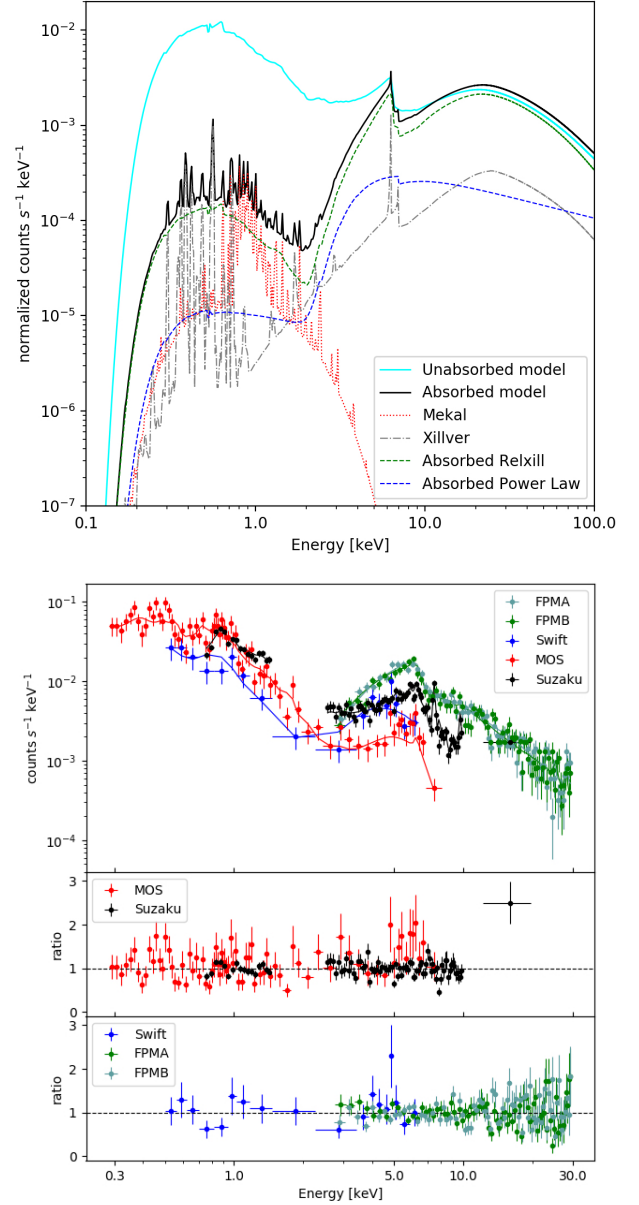 10⁻²
10⁻³
10⁻⁴
10⁻⁵
10⁻⁶
10⁻⁷
normalized counts s⁻¹ keV⁻¹
Unabsorbed model
Absorbed model
Mekal
Xillver
Absorbed Relxill
Absorbed Power Law
0.1 1.0 10.0 100.0
Energy [keV]
10⁻¹
10⁻²
10⁻³
10⁻⁴
counts s⁻¹ keV⁻¹
FPMA
FPMB
Swift
MOS
Suzaku
3
2
1
0
ratio
MOS
Suzaku
3
2
1
0
ratio
Swift
FPMA
FPMB
0.3 1.0 5.0 10.0 30.0
Energy [keV]